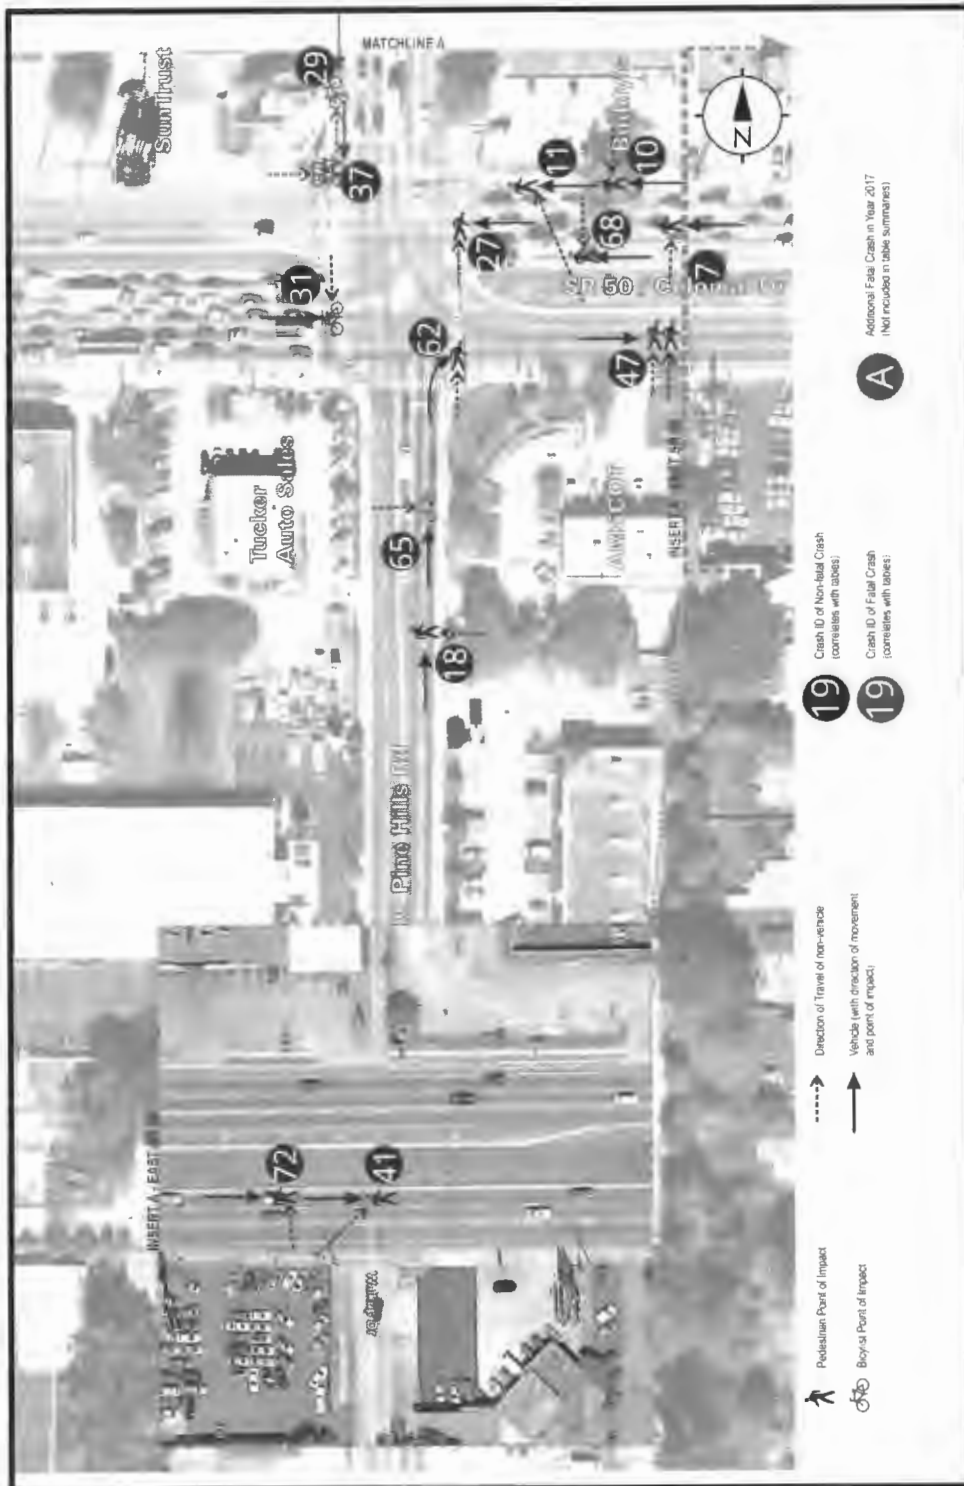 MATCHLINE A
SunTrust
29
37
31
11
10
27
68
SR 50
62
47
Tucker
Auto Sales
65
AMSCOT
18
Pine Hills
INSERT A - EAST
72
41
Pedestrian Point of Impact
Bicyclist Point of Impact
Direction of Travel of non-vehicle
Vehicle (with direction of movement
and point of impact)
19
Crash ID of Non-fatal Crash
(correlates with tables)
19
Crash ID of Fatal Crash
(correlates with tables)
A
Additional Fatal Crash in Year 2017
(Not included in table summaries)
N